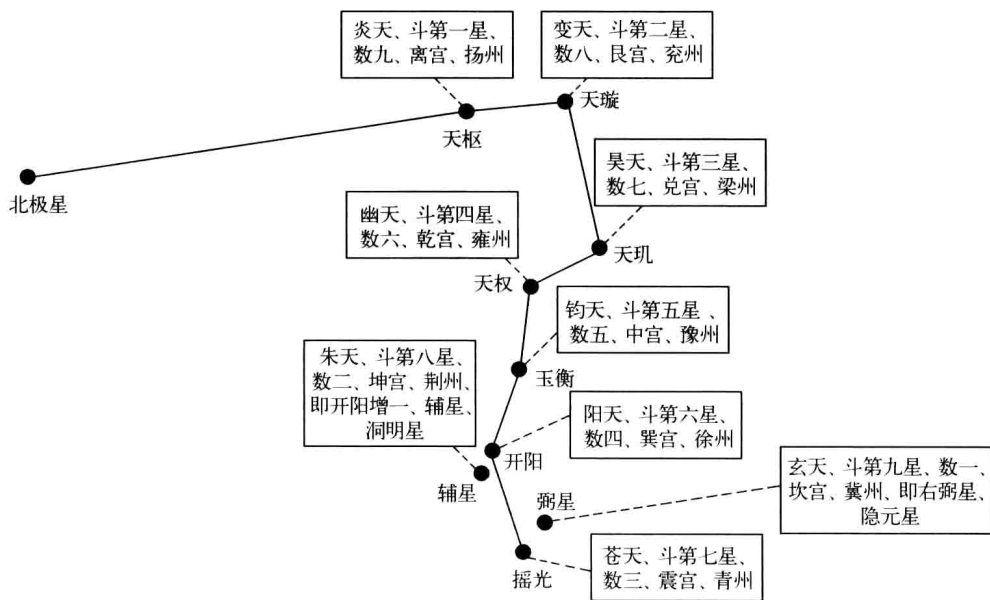 炎天、斗第一星、
数九、离宫、扬州
变天、斗第二星、
数八、艮宫、兖州
天璇
天枢
北极星
昊天、斗第三星、
数七、兑宫、梁州
天玑
幽天、斗第四星、
数六、乾宫、雍州
天权
钧天、斗第五星、
数五、中宫、豫州
玉衡
朱天、斗第八星、
数二、坤宫、荆州、
即开阳增一、辅星、
洞明星
阳天、斗第六星、
数四、巽宫、徐州
开阳
辅星
弼星
玄天、斗第九星、数一、
坎宫、冀州、即右弼星、
隐元星
摇光
苍天、斗第七星、
数三、震宫、青州